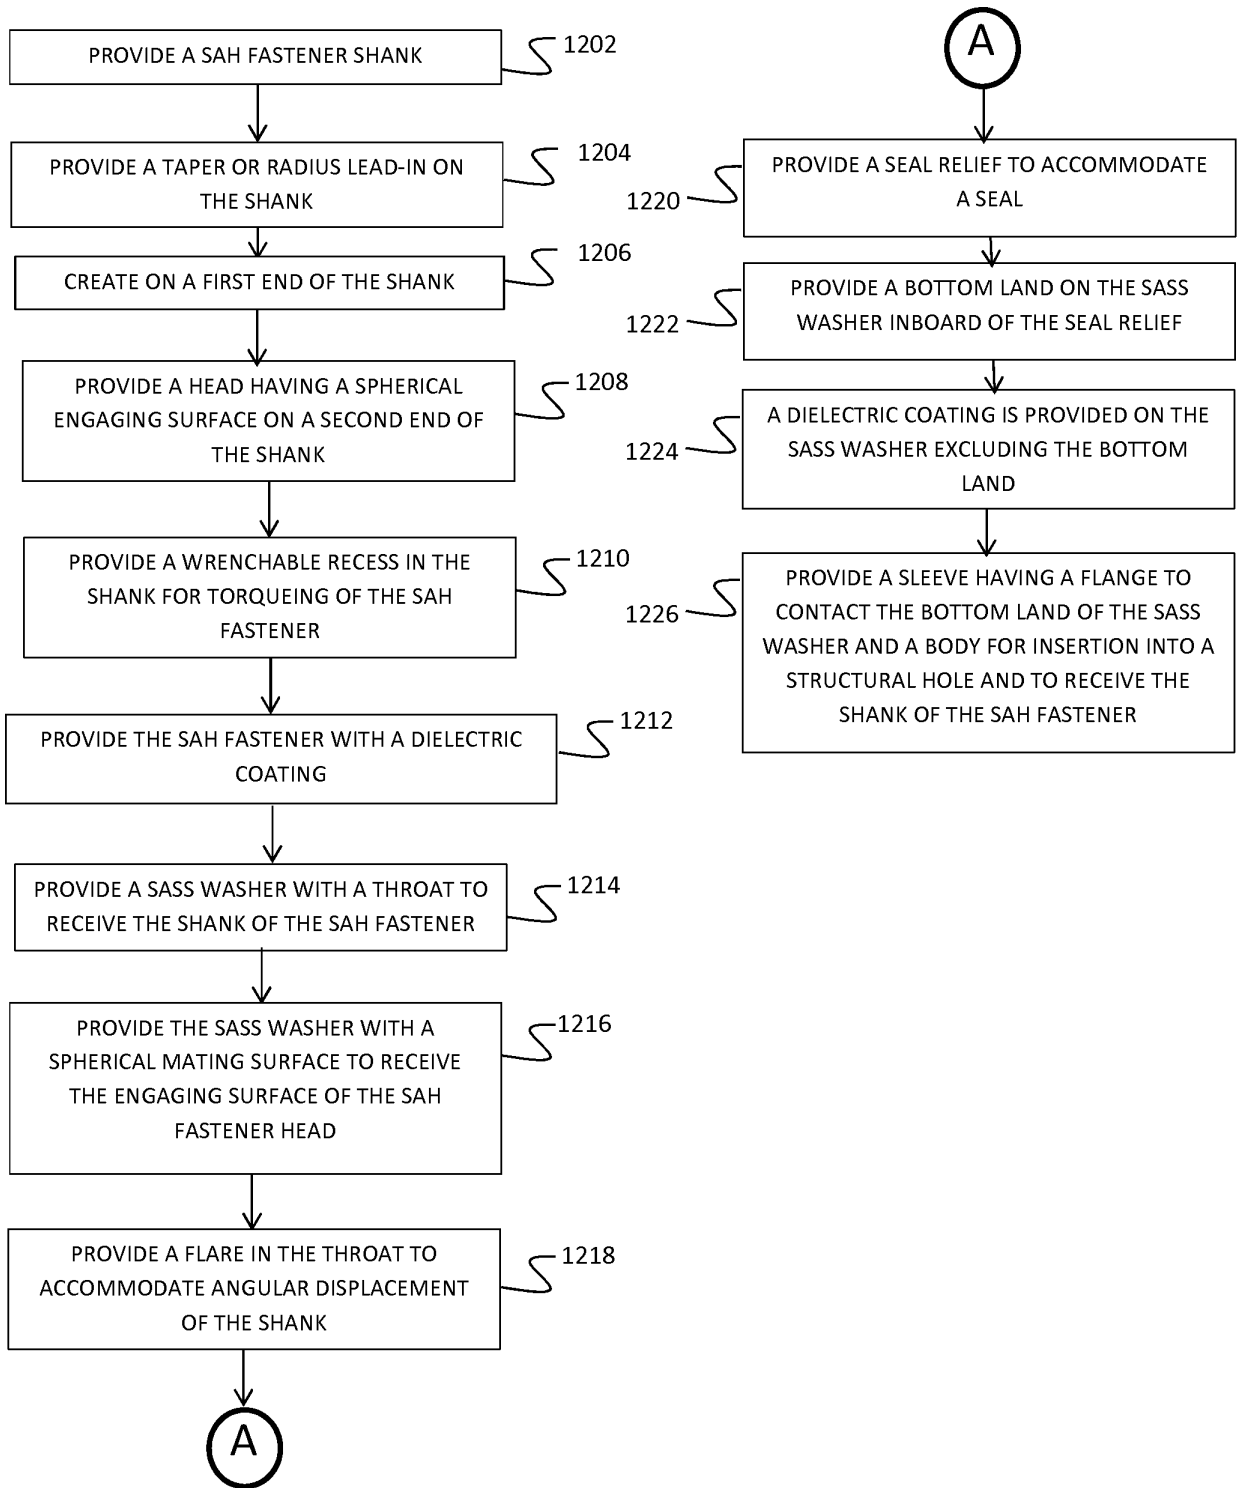 PROVIDE A SAH FASTENER SHANK
1202
PROVIDE A TAPER OR RADIUS LEAD-IN ON
THE SHANK
1204
CREATE ON A FIRST END OF THE SHANK
1206
PROVIDE A HEAD HAVING A SPHERICAL
ENGAGING SURFACE ON A SECOND END OF
THE SHANK
1208
PROVIDE A WRENCHABLE RECESS IN THE
SHANK FOR TORQUEING OF THE SAH
FASTENER
1210
PROVIDE THE SAH FASTENER WITH A DIELECTRIC
COATING
1212
PROVIDE A SASS WASHER WITH A THROAT TO
RECEIVE THE SHANK OF THE SAH FASTENER
1214
PROVIDE THE SASS WASHER WITH A
SPHERICAL MATING SURFACE TO RECEIVE
THE ENGAGING SURFACE OF THE SAH
FASTENER HEAD
1216
PROVIDE A FLARE IN THE THROAT TO
ACCOMMODATE ANGULAR DISPLACEMENT
OF THE SHANK
1218
A
A
PROVIDE A SEAL RELIEF TO ACCOMMODATE
A SEAL
1220
PROVIDE A BOTTOM LAND ON THE SASS
WASHER INBOARD OF THE SEAL RELIEF
1222
A DIELECTRIC COATING IS PROVIDED ON THE
SASS WASHER EXCLUDING THE BOTTOM
LAND
1224
PROVIDE A SLEEVE HAVING A FLANGE TO
CONTACT THE BOTTOM LAND OF THE SASS
WASHER AND A BODY FOR INSERTION INTO A
STRUCTURAL HOLE AND TO RECEIVE THE
SHANK OF THE SAH FASTENER
1226